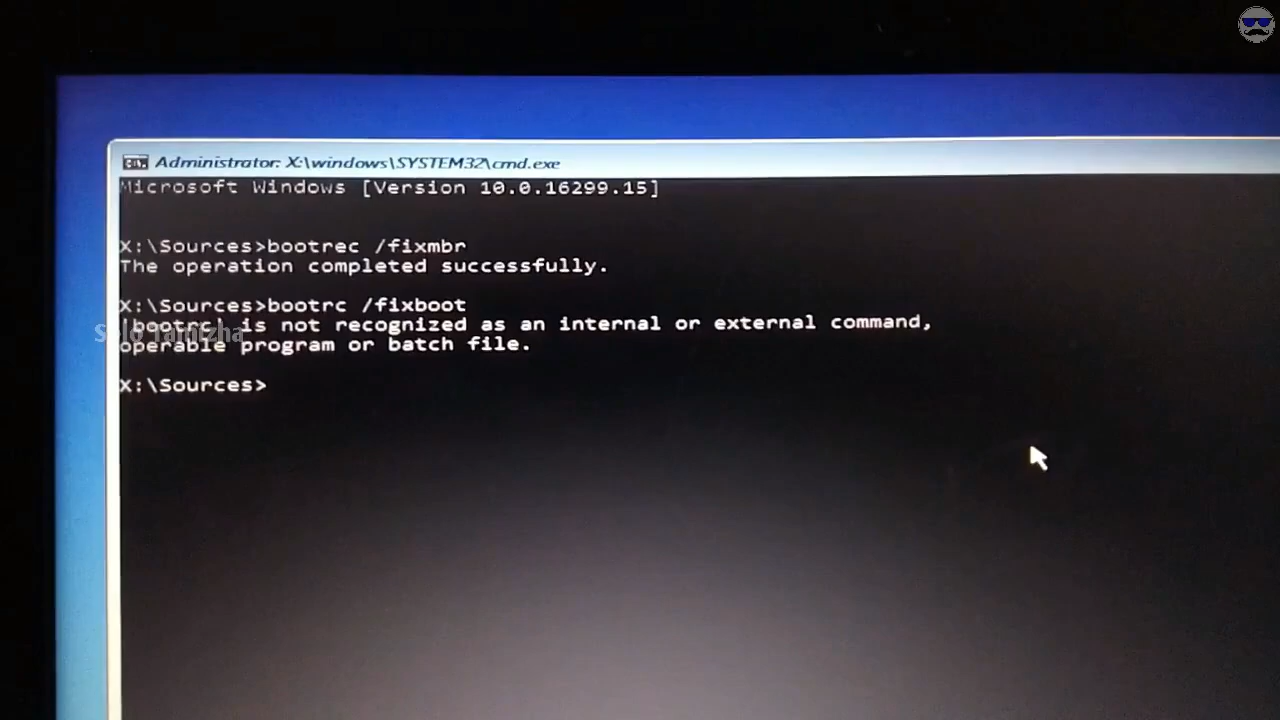 Administrator: X:\windows\SYSTEM32\cmd.exe
Microsoft Windows [Version 10.0.16299.15]
X:\Sources>bootrec /fixmbr
The operation completed successfully.
X:\Sources>bootrc /fixboot
'bootrc' is not recognized as an internal or external command,
Solo Tamizha
operable program or batch file.
X:\Sources>